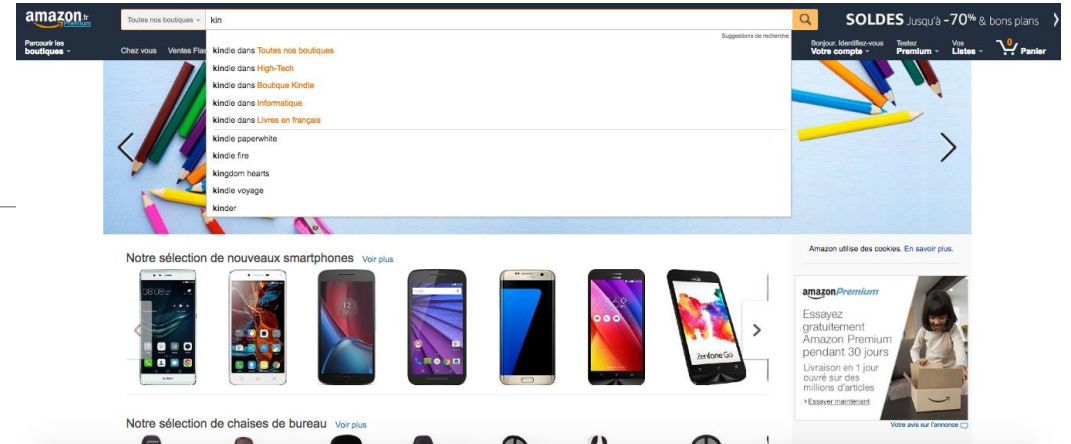 amazon.fr
Premium
Toutes nos boutiques
kin
SOLDES Jusqu'à -70% & bons plans
Parcourir les
boutiques
Chez vous Ventes Flas
Bonjour. Identifiez-vous
Votre compte
Testez
Premium
Vos
Listes
0
Panier
Suggestions de recherche
kindle dans Toutes nos boutiques
kindle dans High-Tech
kindle dans Boutique Kindle
kindle dans Informatique
kindle dans Livres en français
kindle paperwhite
kindle fire
kingdom hearts
kindle voyage
kinder
Amazon utilise des cookies. En savoir plus.
Notre sélection de nouveaux smartphones Voir plus
08:08
12
Zenfone Go
amazonPremium
Essayez
gratuitement
Amazon Premium
pendant 30 jours
Livraison en 1 jour
ouvré sur des
millions d'articles
Essayer maintenant
Votre avis sur l'annonce
Notre sélection de chaises de bureau Voir plus